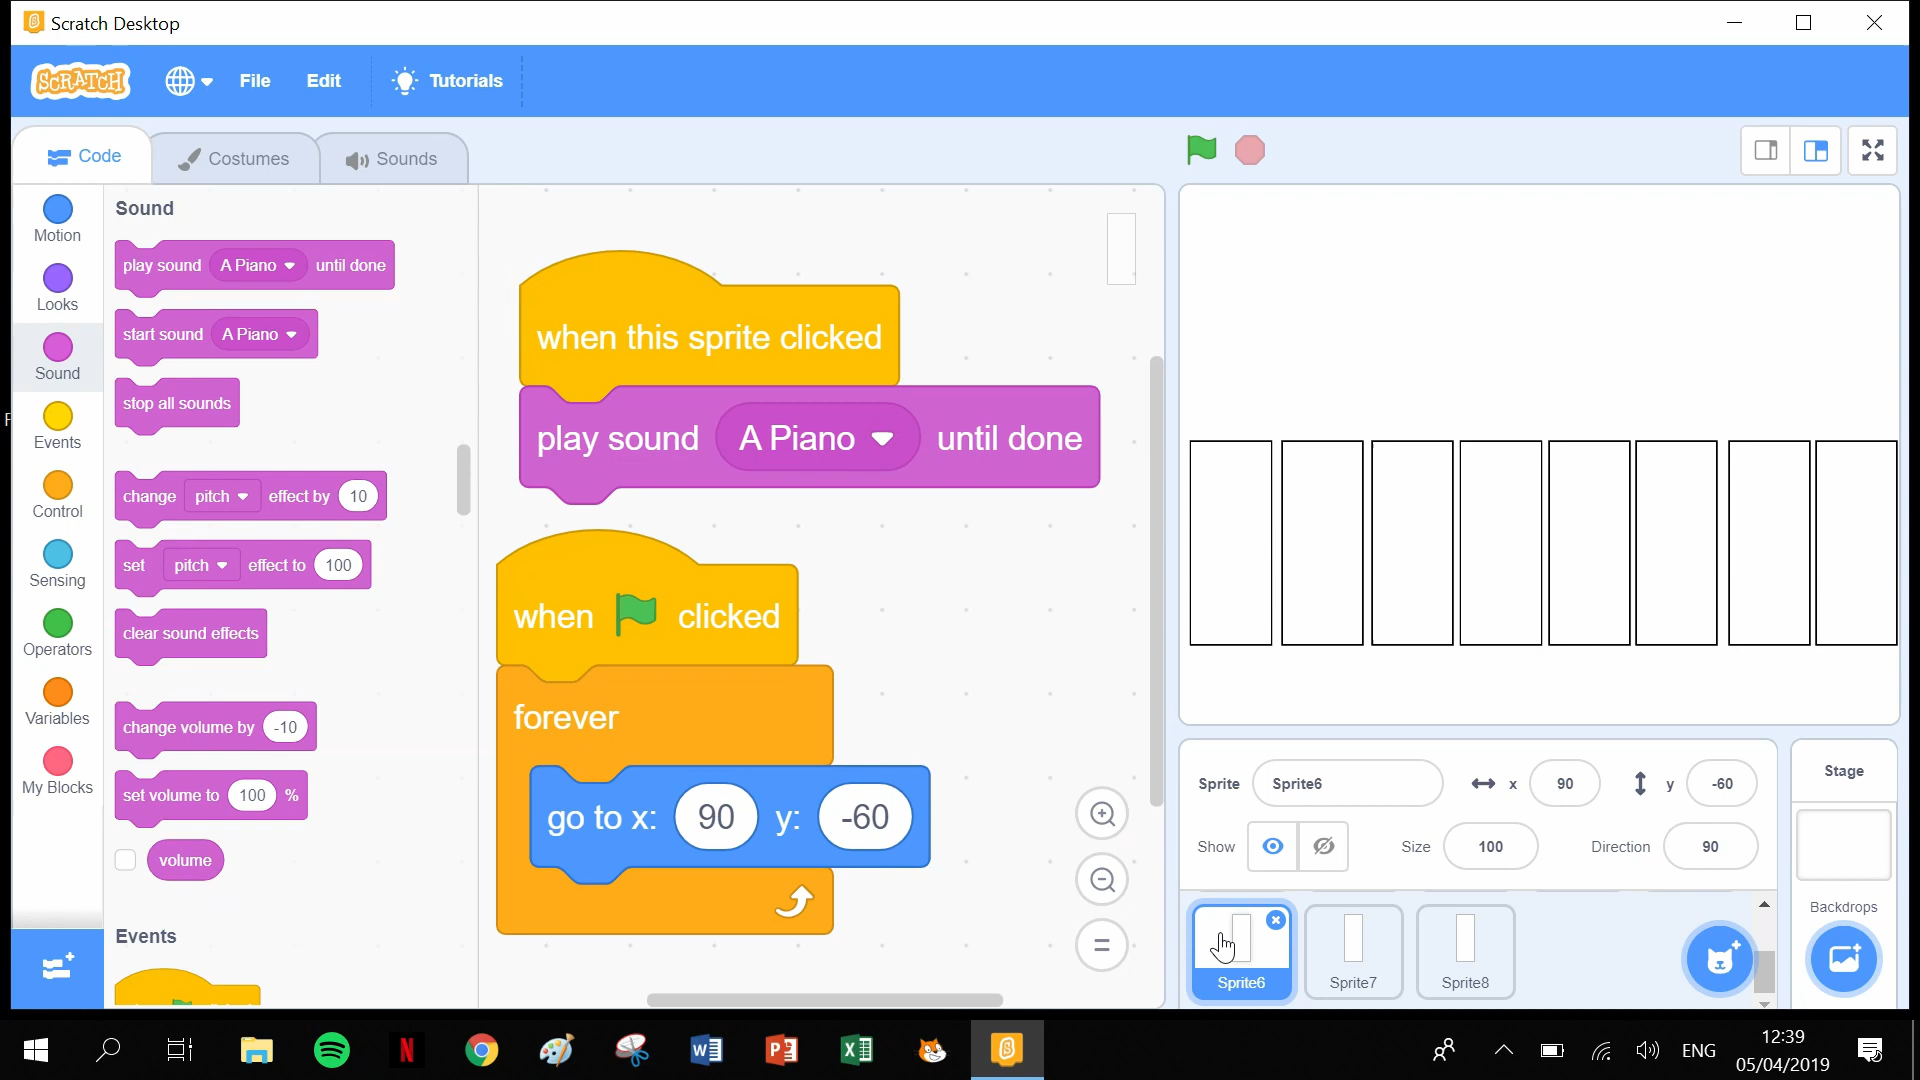 Scratch Desktop
SCRATCH
File
Edit
Tutorials
Code
Costumes
Sounds
Motion
Looks
Sound
Events
Control
Sensing
Operators
Variables
My Blocks
Sound
play sound A Piano until done
start sound A Piano
stop all sounds
change pitch effect by 10
set pitch effect to 100
clear sound effects
change volume by -10
set volume to 100 %
volume
Events
when this sprite clicked
play sound A Piano until done
when clicked
forever
go to x: 90 y: -60
Sprite Sprite6 x 90 y -60
Show Size 100 Direction 90
Sprite6
Sprite7
Sprite8
Stage
Backdrops
ENG
12:39
05/04/2019